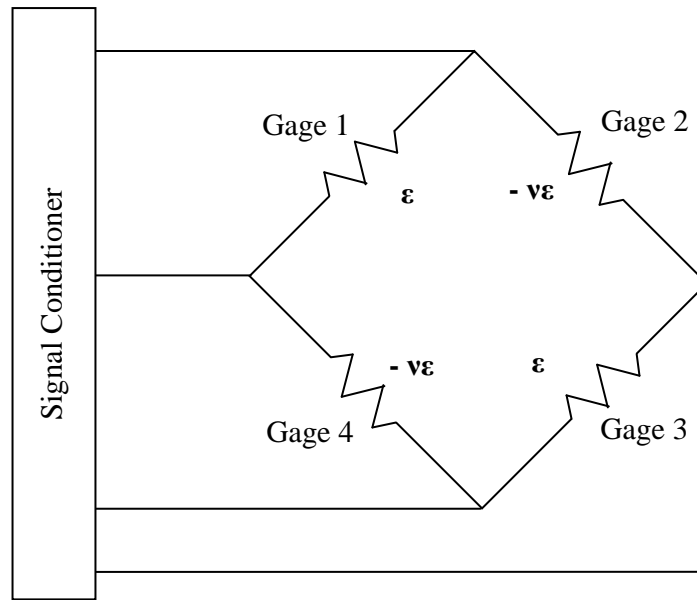 Signal Conditioner
Gage 1
Gage 2
ε
- νε
- νε
ε
Gage 4
Gage 3